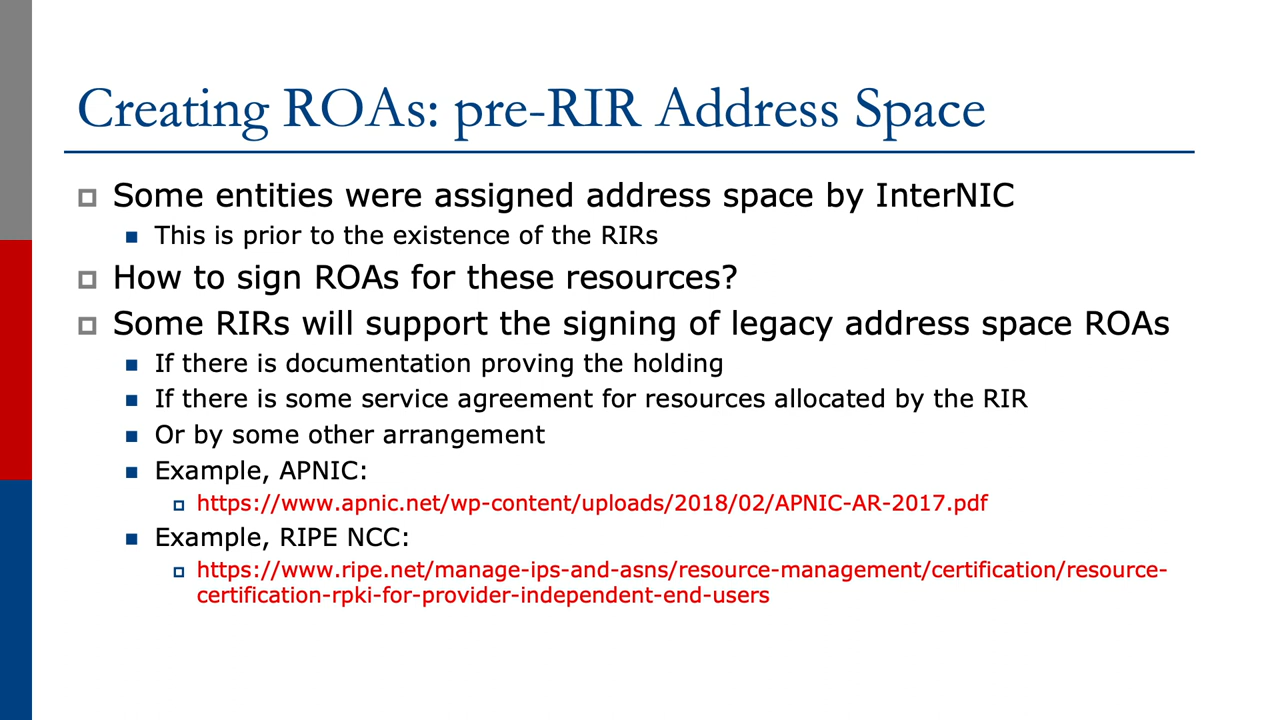 Creating ROAs: pre-RIR Address Space
Some entities were assigned address space by InterNIC
This is prior to the existence of the RIRs
How to sign ROAs for these resources?
Some RIRs will support the signing of legacy address space ROAs
If there is documentation proving the holding
If there is some service agreement for resources allocated by the RIR
Or by some other arrangement
Example, APNIC:
https://www.apnic.net/wp-content/uploads/2018/02/APNIC-AR-2017.pdf
Example, RIPE NCC:
https://www.ripe.net/manage-ips-and-asns/resource-management/certification/resource-
certification-rpki-for-provider-independent-end-users